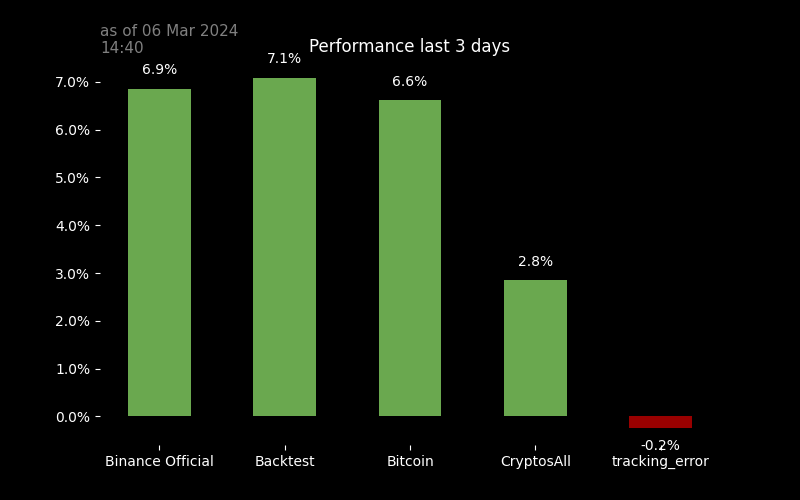 as of 06 Mar 2024
14:40
Performance last 3 days
7.0%
6.0%
5.0%
4.0%
3.0%
2.0%
1.0%
0.0%
6.9%
7.1%
6.6%
2.8%
-0.2%
Binance Official
Backtest
Bitcoin
CryptosAll
tracking_error